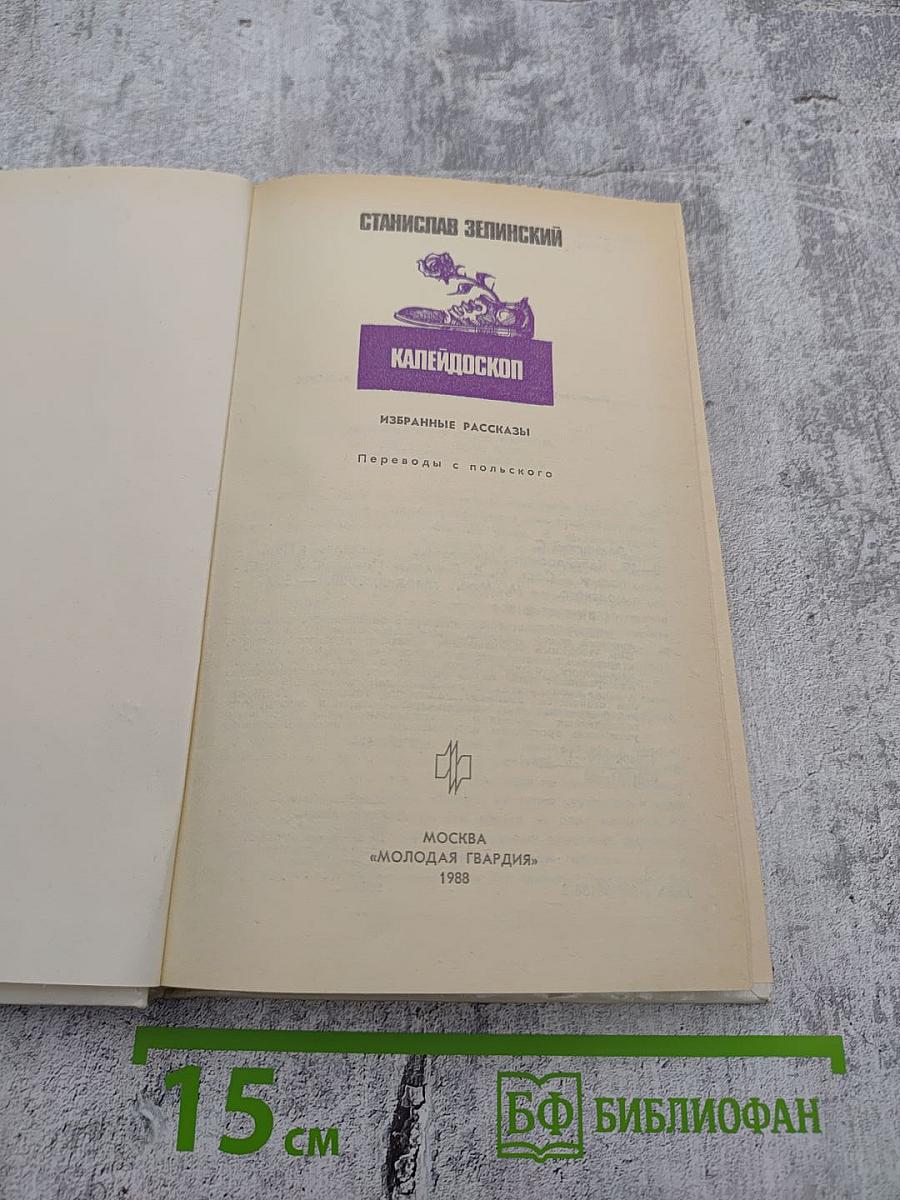 СТАНИСЛАВ ЗЕЛИНСКИЙ
КАЛЕЙДОСКОП
ИЗБРАННЫЕ РАССКАЗЫ
Переводы с польского
МОСКВА
«МОЛОДАЯ ГВАРДИЯ»
1988
15 см
БФ БИБЛИОФАН